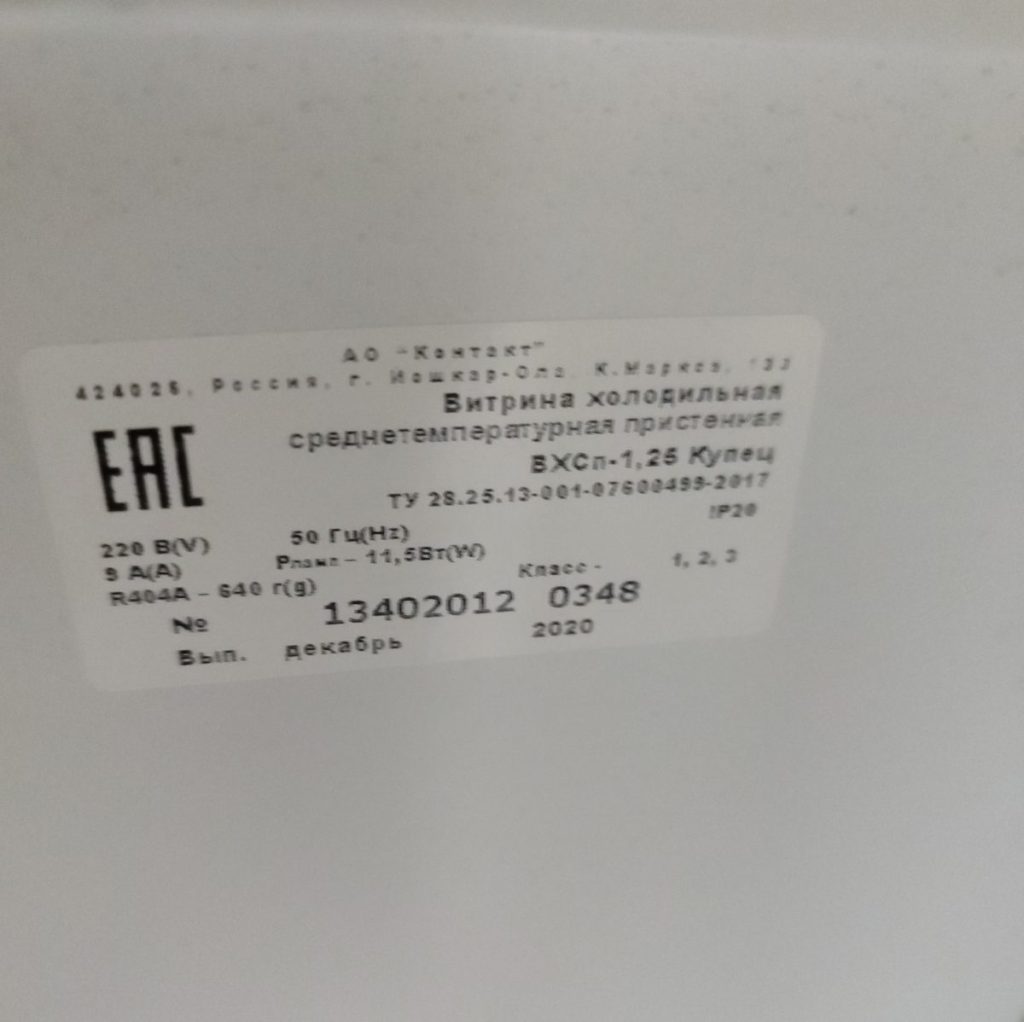 АО "Контакт"
424026, Россия, г. Йошкар-Ола, К.Маркса, 133
Витрина холодильная
среднетемпературная пристенная
ВХСп-1,25 Купец
ТУ 28.25.13-001-07600499-2017
EAC
IP20
220 В(V) 50 Гц(Hz)
9 А(А) Рламп - 11,5Вт(W)
R404A - 640 г(g) Класс - 1, 2, 3
№ 13402012 0348
Вып. декабрь 2020